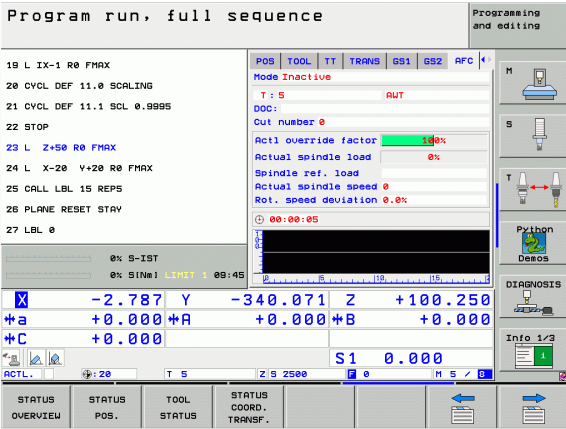 Program run, full sequence
Programming
and editing
19 L IX-1 R0 FMAX
20 CYCL DEF 11.0 SCALING
21 CYCL DEF 11.1 SCL 0.9995
22 STOP
23 L Z+50 R0 FMAX
24 L X-20 Y+20 R0 FMAX
25 CALL LBL 15 REP5
26 PLANE RESET STAY
27 LBL 0
POS TOOL TT TRANS GS1 GS2 AFC
Mode Inactive
T : 5 AWT
DOC:
Cut number 0
Actl override factor 100%
Actual spindle load 0%
Spindle ref. load
Actual spindle speed 0
Rot. speed deviation 0.0%
00:00:05
0 5 10 15
0% S-IST
0% S[Nm] LIMIT 1 09:45
X -2.787 Y -340.071 Z +100.250
a +0.000 A +0.000 B +0.000
C +0.000
S1 0.000
ACTL. : 20 T 5 Z S 2500 F 0 M 5 / 8
M
S
T
Python
Demos
DIAGNOSIS
Info 1/3
STATUS
OVERVIEW
STATUS
POS.
TOOL
STATUS
STATUS
COORD.
TRANSF.